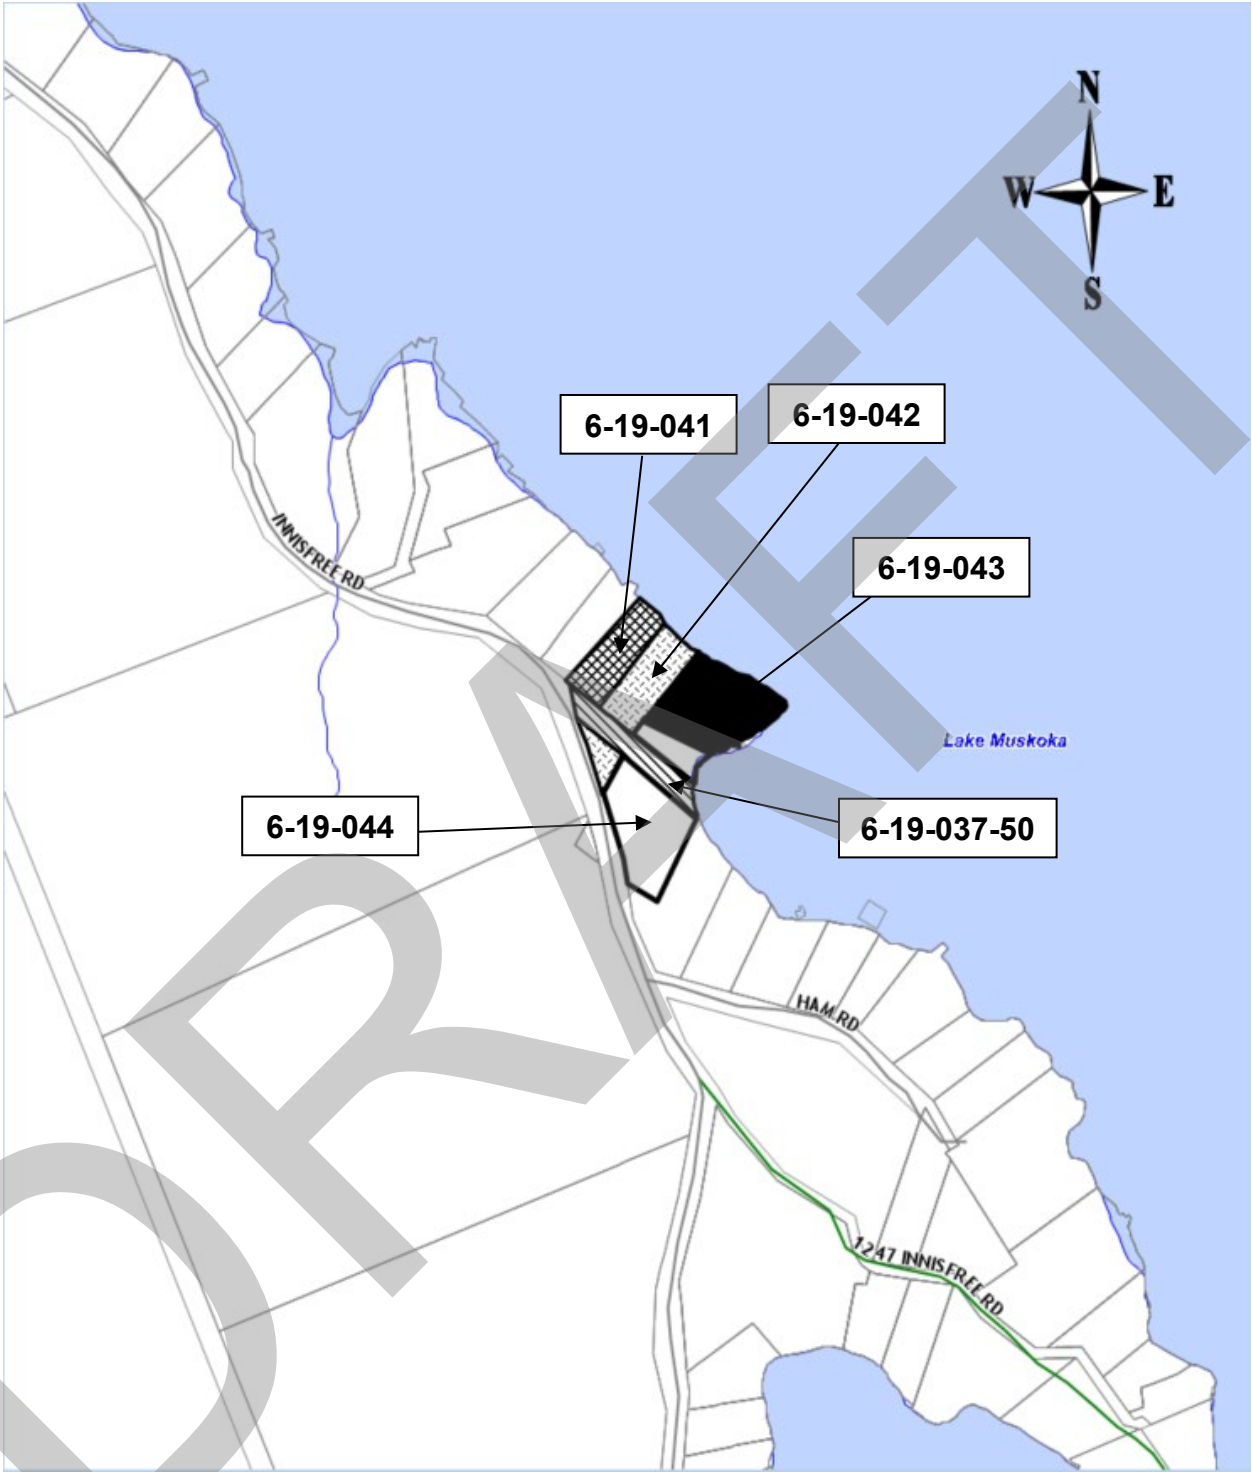 N
W E
S
6-19-041
6-19-042
6-19-043
INNISFREE RD
Lake Muskoka
6-19-044
6-19-037-50
HAM RD
1247 INNISFREE RD
DRAFT